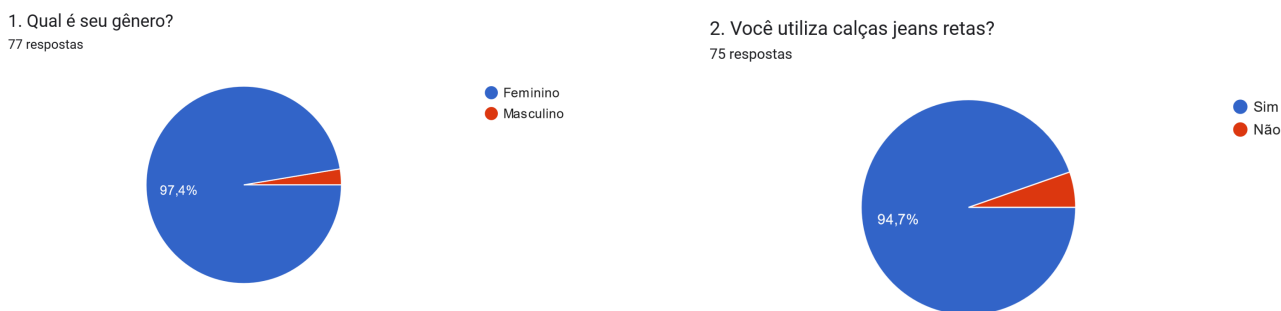 1. Qual é seu gênero?
77 respostas
Feminino
Masculino
97,4%
2. Você utiliza calças jeans retas?
75 respostas
Sim
Não
94,7%